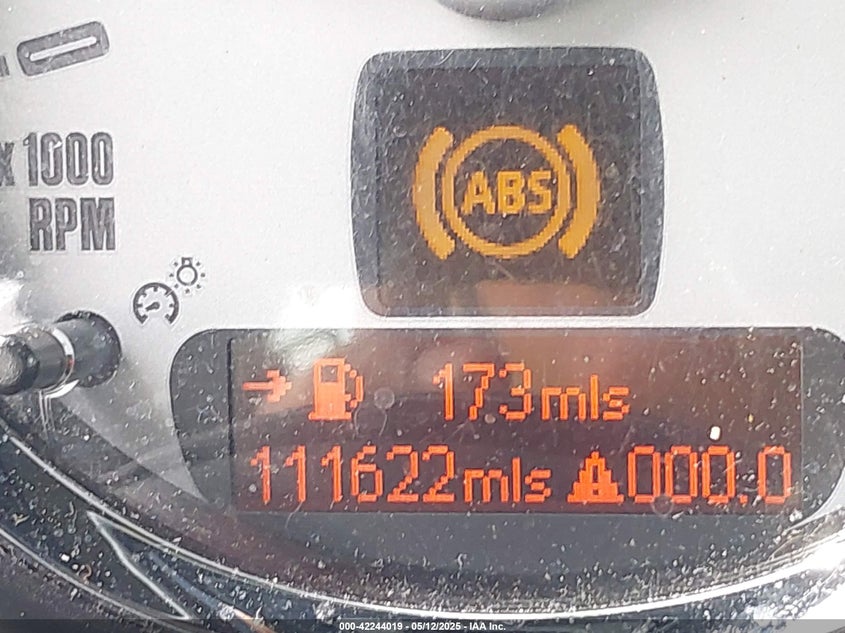 x 1000
RPM
ABS
173mls
111622mls 000.0
000-42244019 - 05/12/2025 - IAA Inc.